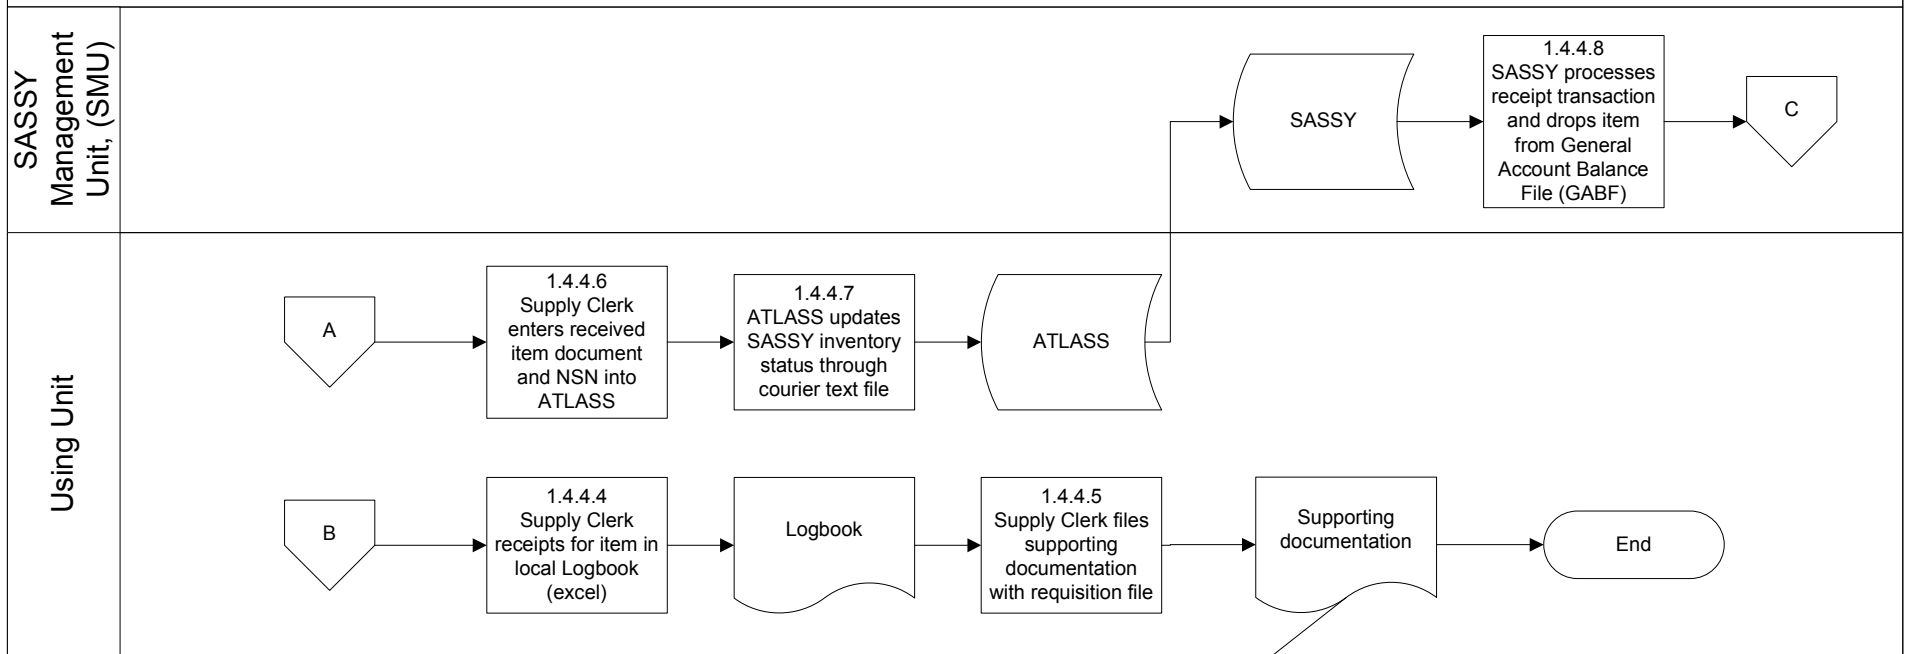 SASSY
Management
Unit, (SMU)
SASSY
1.4.4.8
SASSY processes
receipt transaction
and drops item
from General
Account Balance
File (GABF)
C
Using Unit
A
1.4.4.6
Supply Clerk
enters received
item document
and NSN into
ATLASS
1.4.4.7
ATLASS updates
SASSY inventory
status through
courier text file
ATLASS
B
1.4.4.4
Supply Clerk
receipts for item in
local Logbook
(excel)
Logbook
1.4.4.5
Supply Clerk files
supporting
documentation
with requisition file
Supporting
documentation
End